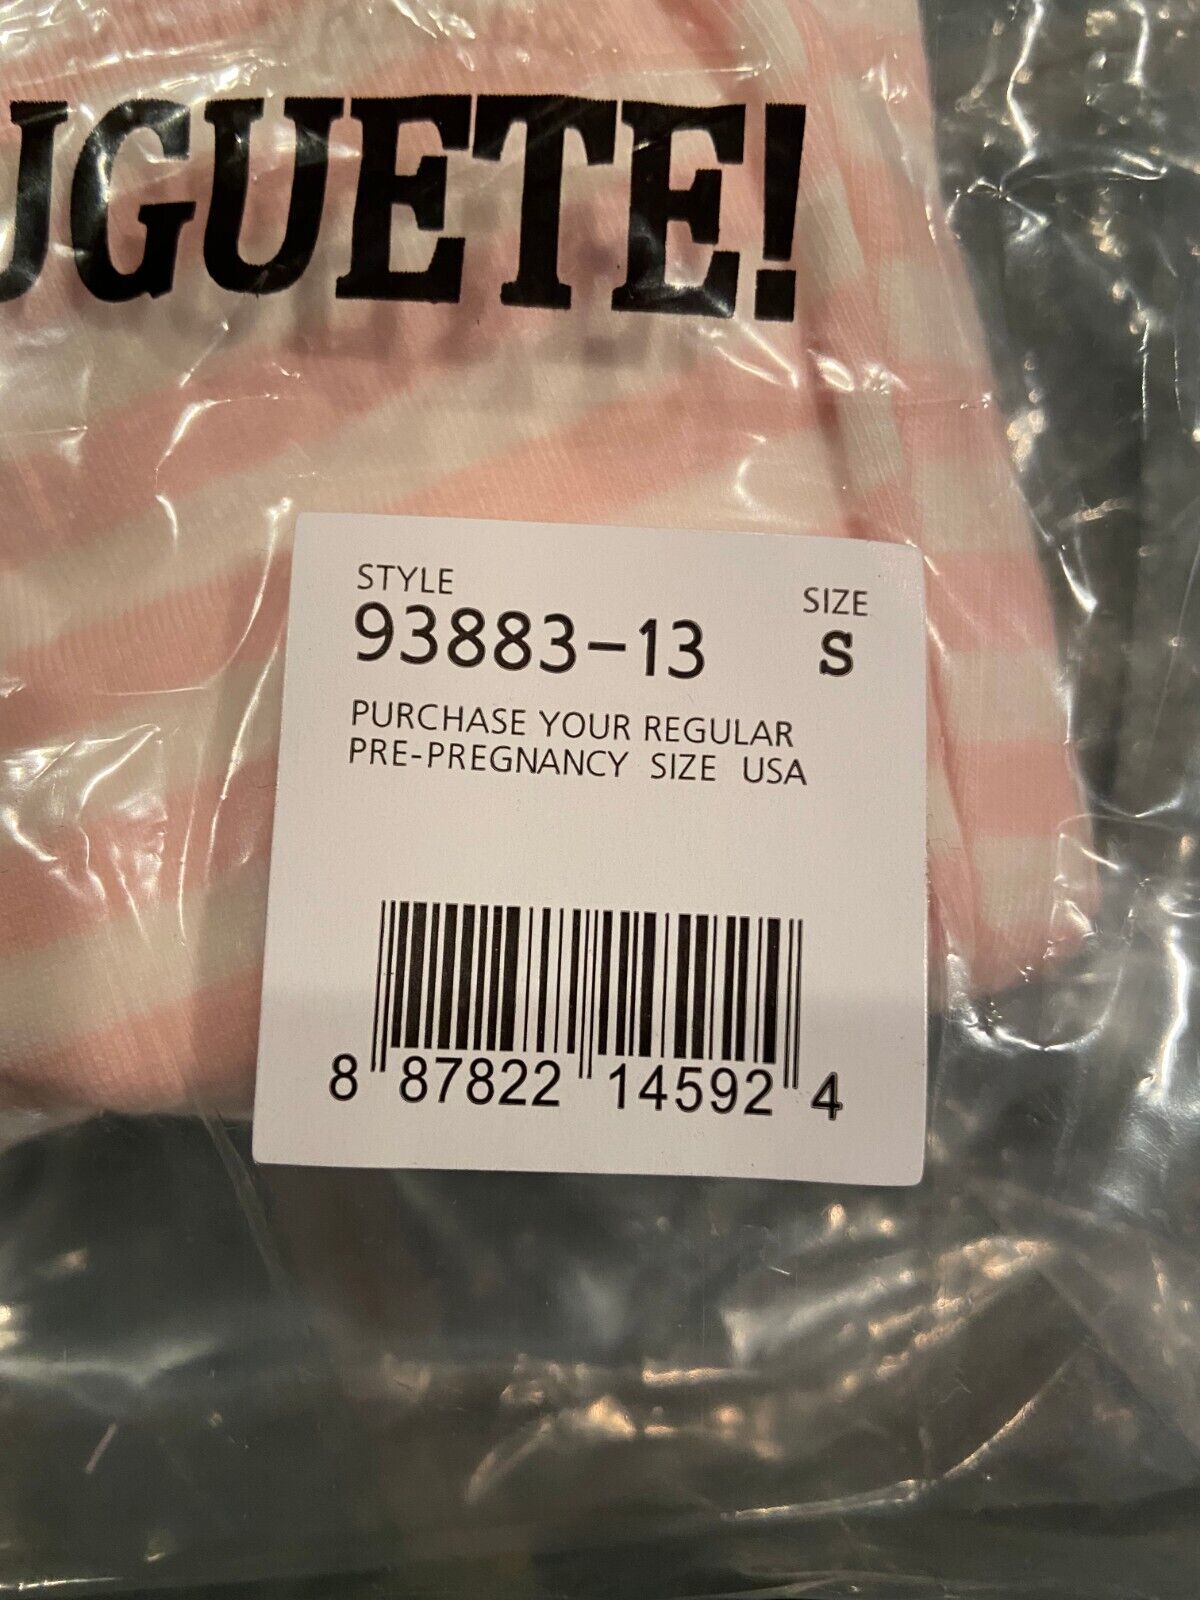 UGUETE!
STYLE SIZE
93883-13 S
PURCHASE YOUR REGULAR
PRE-PREGNANCY SIZE USA
8 87822 14592 4